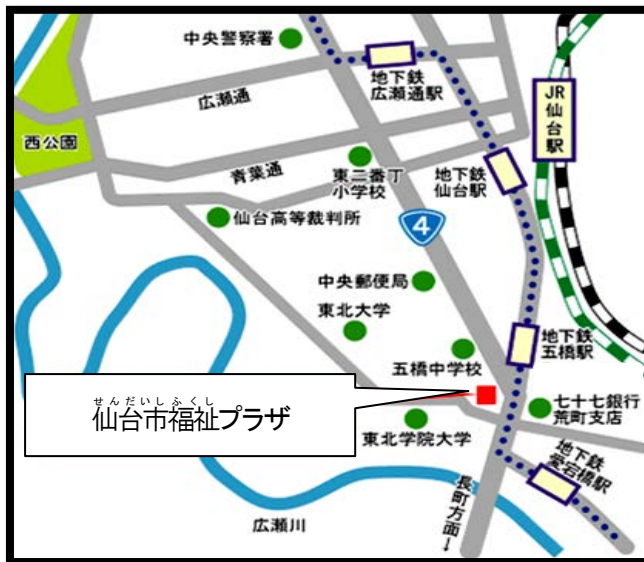 中央警察署
地下鉄
広瀬通駅
JR
仙
台
駅
広瀬通
西公園
青葉通
東二番丁
小学校
地下鉄
仙台駅
仙台高等裁判所
4
中央郵便局
東北大学
地下鉄
五橋駅
五橋中学校
せんだいしふくし
仙台市福祉プラザ
七十七銀行
荒町支店
東北学院大学
地下鉄
愛宕橋駅
長町方面→
広瀬川